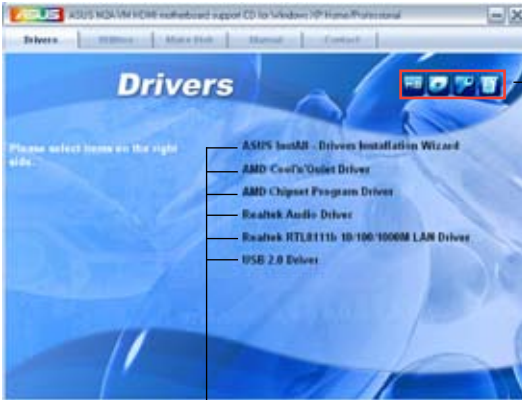 ASUS M2A-VM HDMI motherboard support CD for Windows XP Home/Professional
Drivers Utilities Make Disk Manual Contact
Drivers
Please select items on the right
side.
ASUS InstAll - Drivers Installation Wizard
AMD Cool'n'Quiet Driver
AMD Chipset Program Driver
Realtek Audio Driver
Realtek RTL8111b 10/100/1000M LAN Driver
USB 2.0 Driver